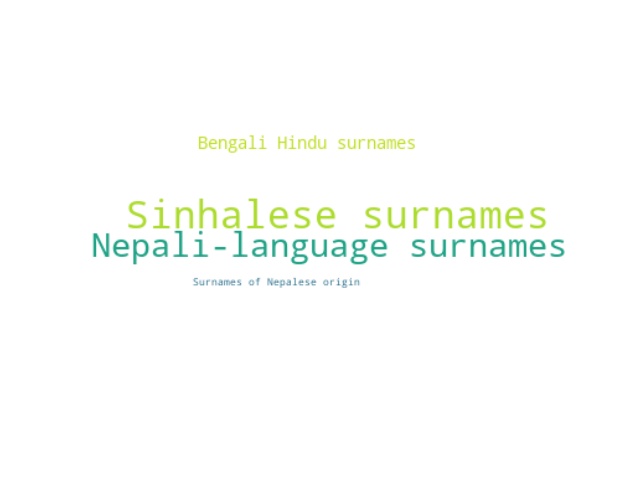 Bengali Hindu surnames
Sinhalese surnames
Nepali-language surnames
Surnames of Nepalese origin